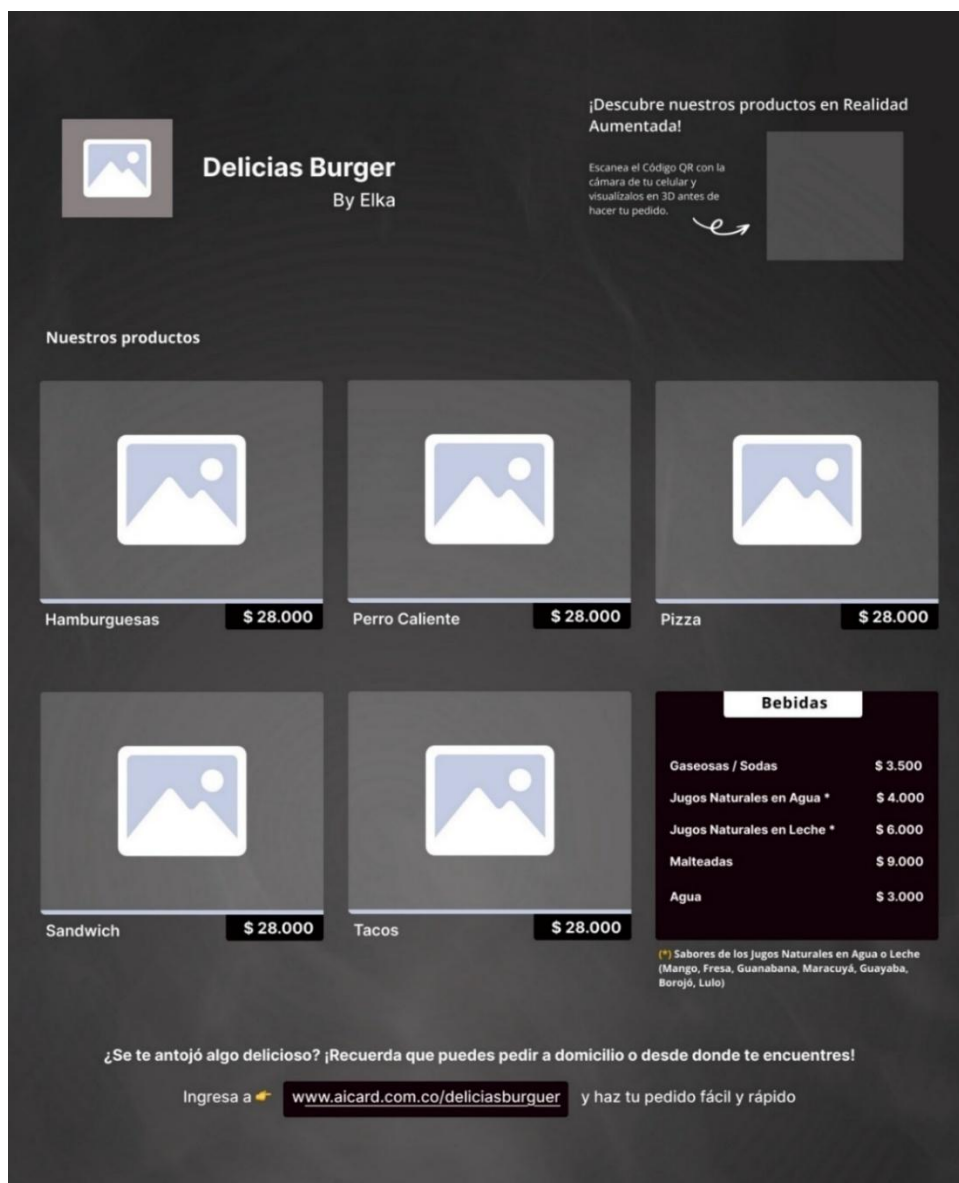 Delicias Burger
By Elka
¡Descubre nuestros productos en Realidad
Aumentada!
Escanea el Código QR con la
cámara de tu celular y
visualízalos en 3D antes de
hacer tu pedido.
Nuestros productos
Hamburguesas
$ 28.000
Perro Caliente
$ 28.000
Pizza
$ 28.000
Sandwich
$ 28.000
Tacos
$ 28.000
Bebidas
Gaseosas / Sodas $ 3.500
Jugos Naturales en Agua * $ 4.000
Jugos Naturales en Leche * $ 6.000
Malteadas $ 9.000
Agua $ 3.000
(*) Sabores de los Jugos Naturales en Agua o Leche
(Mango, Fresa, Guanabana, Maracuyá, Guayaba,
Borojó, Lulo)
¿Se te antojó algo delicioso? ¡Recuerda que puedes pedir a domicilio o desde donde te encuentres!
Ingresa a 👉 www.aicard.com.co/deliciasburguer y haz tu pedido fácil y rápido